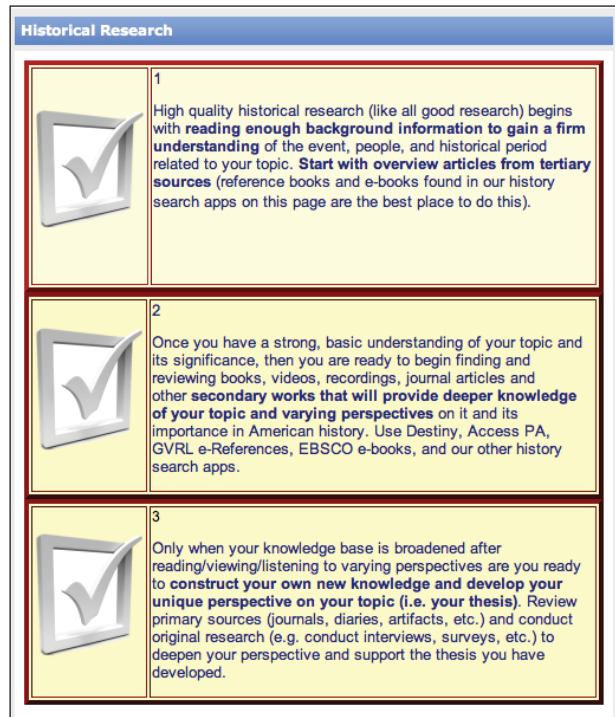 Historical Research
1
High quality historical research (like all good research) begins
with reading enough background information to gain a firm
understanding of the event, people, and historical period
related to your topic. Start with overview articles from tertiary
sources (reference books and e-books found in our history
search apps on this page are the best place to do this).
2
Once you have a strong, basic understanding of your topic and
its significance, then you are ready to begin finding and
reviewing books, videos, recordings, journal articles and
other secondary works that will provide deeper knowledge
of your topic and varying perspectives on it and its
importance in American history. Use Destiny, Access PA,
GVRL e-References, EBSCO e-books, and our other history
search apps.
3
Only when your knowledge base is broadened after
reading/viewing/listening to varying perspectives are you ready
to construct your own new knowledge and develop your
unique perspective on your topic (i.e. your thesis). Review
primary sources (journals, diaries, artifacts, etc.) and conduct
original research (e.g. conduct interviews, surveys, etc.) to
deepen your perspective and support the thesis you have
developed.